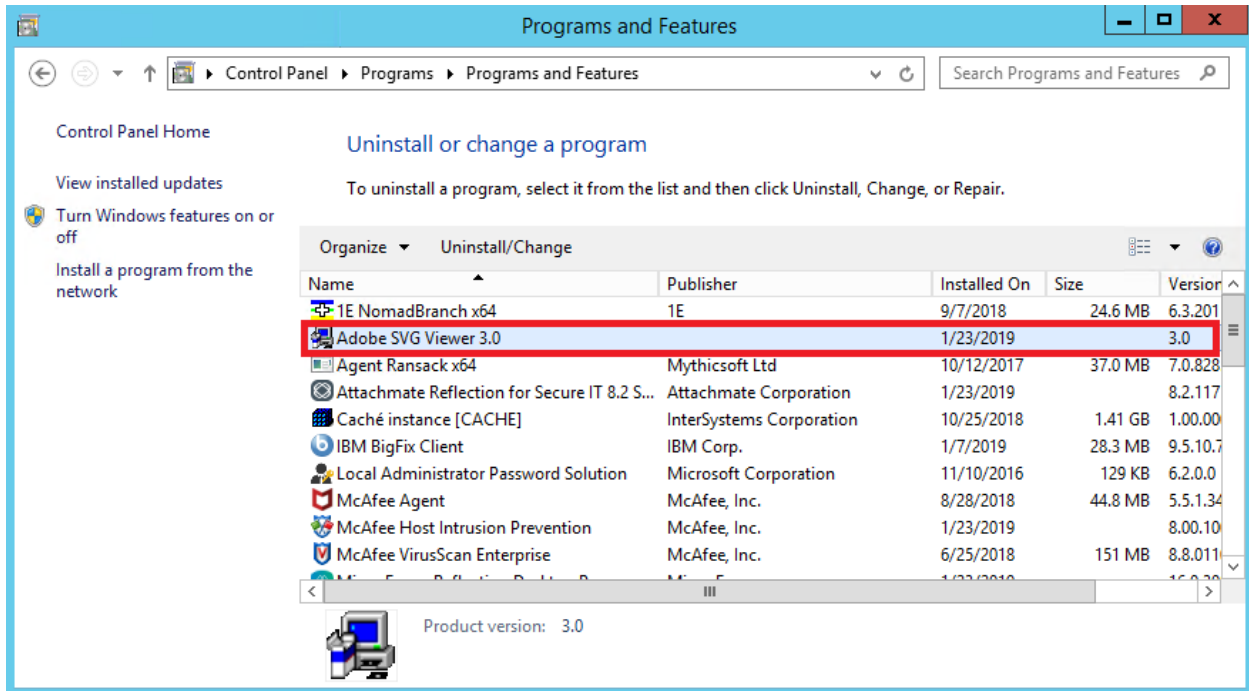 Programs and Features
Control Panel Programs Programs and Features Search Programs and Features
Control Panel Home
View installed updates
Turn Windows features on or
off
Install a program from the
network
Uninstall or change a program
To uninstall a program, select it from the list and then click Uninstall, Change, or Repair.
Organize Uninstall/Change
Name Publisher Installed On Size Version
1E NomadBranch x64 1E 9/7/2018 24.6 MB 6.3.201
Adobe SVG Viewer 3.0 1/23/2019 3.0
Agent Ransack x64 Mythicsoft Ltd 10/12/2017 37.0 MB 7.0.828
Attachmate Reflection for Secure IT 8.2 S... Attachmate Corporation 1/23/2019 8.2.117
Caché instance [CACHE] InterSystems Corporation 10/25/2018 1.41 GB 1.00.00
IBM BigFix Client IBM Corp. 1/7/2019 28.3 MB 9.5.10.7
Local Administrator Password Solution Microsoft Corporation 11/10/2016 129 KB 6.2.0.0
McAfee Agent McAfee, Inc. 8/28/2018 44.8 MB 5.5.1.34
McAfee Host Intrusion Prevention McAfee, Inc. 1/23/2019 8.00.10
McAfee VirusScan Enterprise McAfee, Inc. 6/25/2018 151 MB 8.8.011
Product version: 3.0